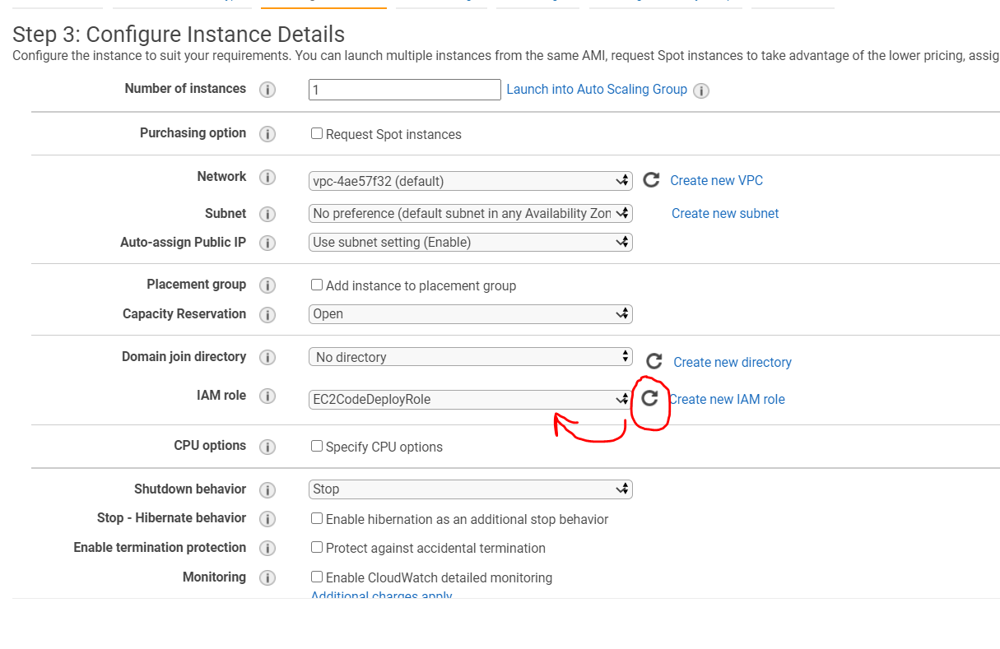 Step 3: Configure Instance Details
Configure the instance to suit your requirements. You can launch multiple instances from the same AMI, request Spot instances to take advantage of the lower pricing, assig
Number of instances i 1 Launch into Auto Scaling Group i
Purchasing option i Request Spot instances
Network i vpc-4ae57f32 (default) Create new VPC
Subnet i No preference (default subnet in any Availability Zon Create new subnet
Auto-assign Public IP i Use subnet setting (Enable)
Placement group i Add instance to placement group
Capacity Reservation i Open
Domain join directory i No directory Create new directory
IAM role i EC2CodeDeployRole Create new IAM role
CPU options i Specify CPU options
Shutdown behavior i Stop
Stop - Hibernate behavior i Enable hibernation as an additional stop behavior
Enable termination protection i Protect against accidental termination
Monitoring i Enable CloudWatch detailed monitoring
Additional charges apply